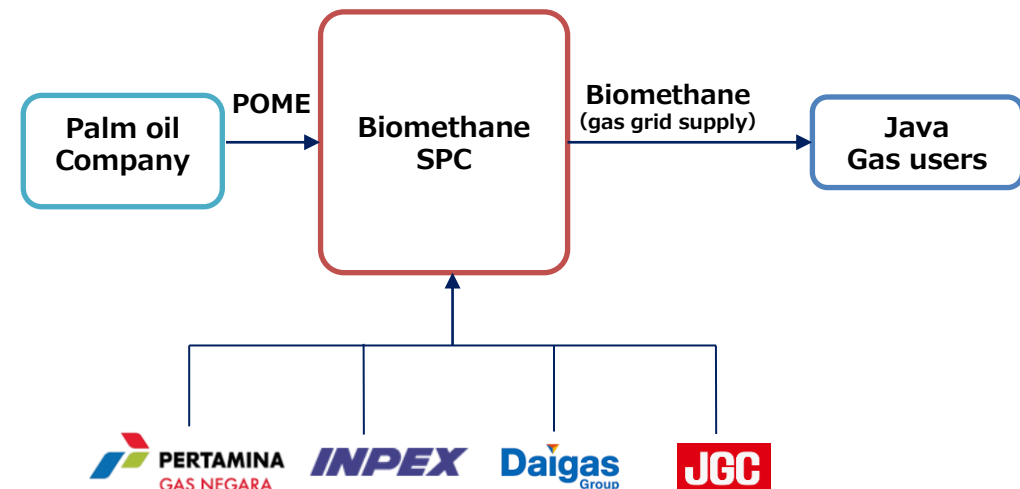 POME
Palm oil
Company
Biomethane
SPC
Biomethane
(gas grid supply)
Java
Gas users
PERTAMINA
GAS NEGARA
INPEX
Daigas
Group
JGC